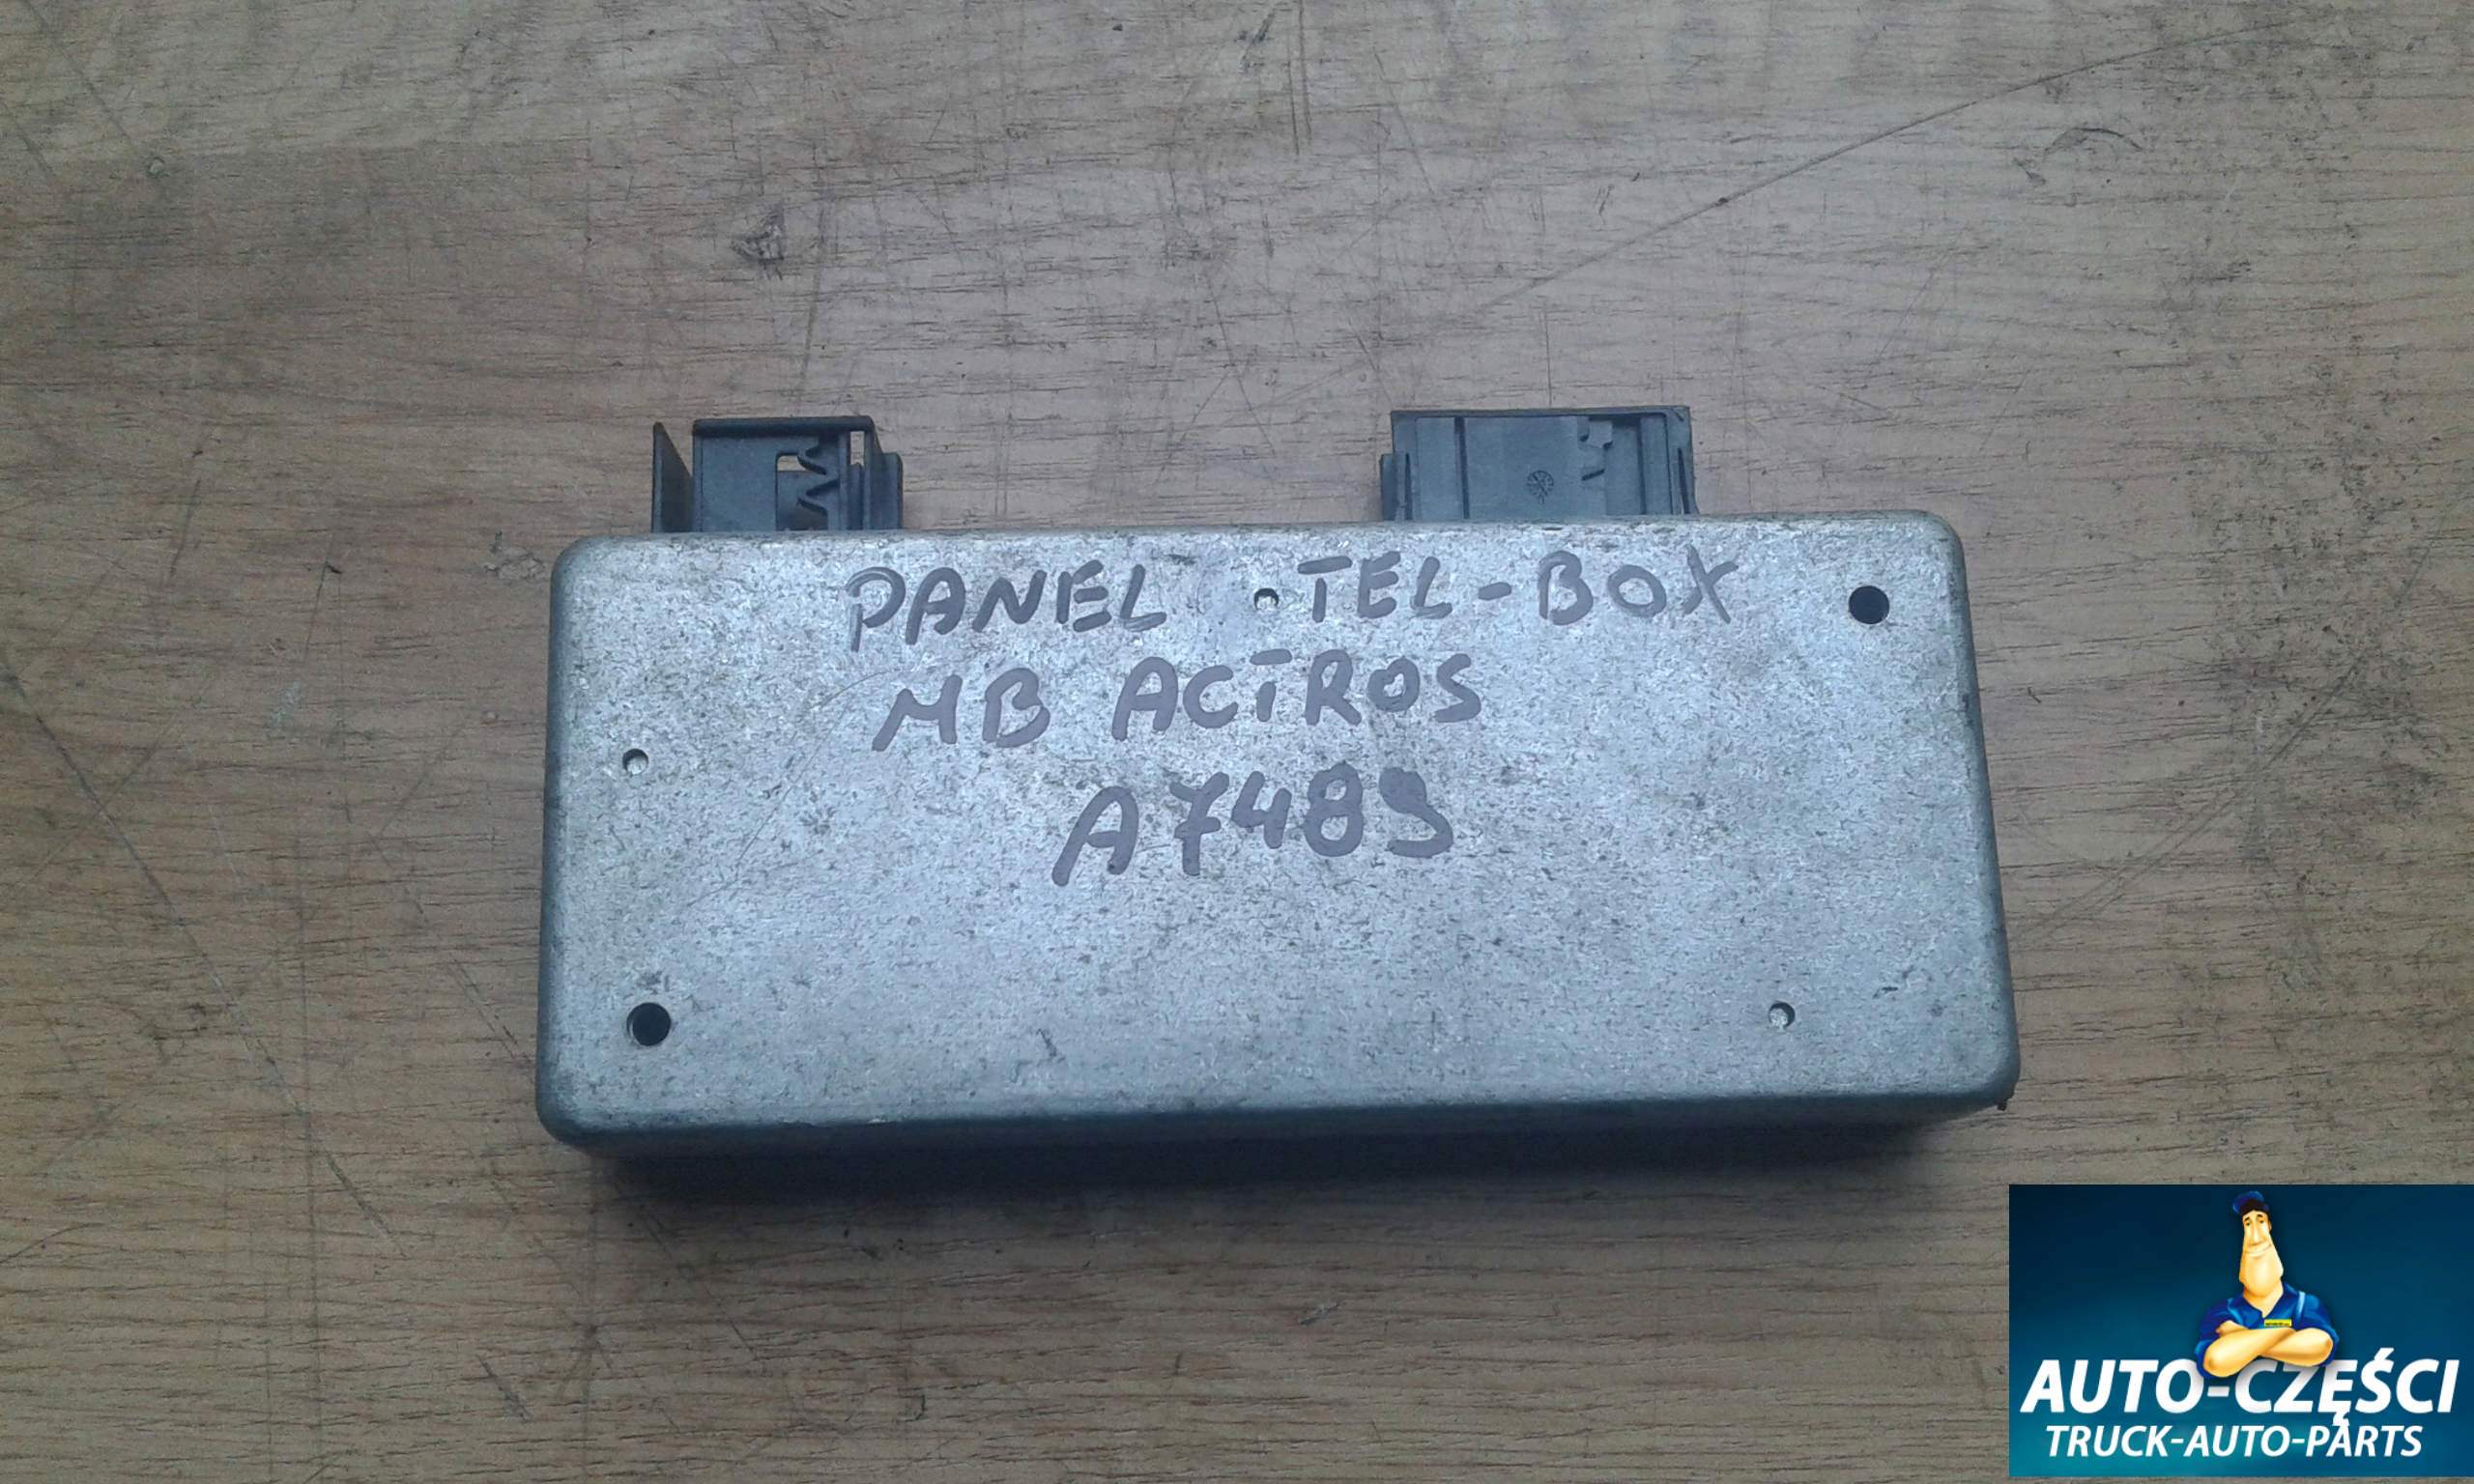 PANEL TEL-BOX
MB ACTROS
A7489
AUTO-CZĘŚCI
TRUCK-AUTO-PARTS